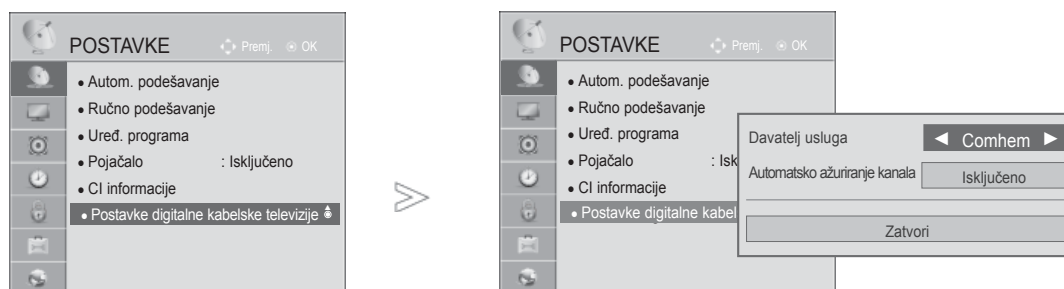 POSTAVKE Premj. OK
• Autom. podešavanje
• Ručno podešavanje
• Uređ. programa
• Pojačalo : Isključeno
• CI informacije
• Postavke digitalne kabelske televizije
POSTAVKE Premj. OK
• Autom. podešavanje
• Ručno podešavanje
• Uređ. programa
• Pojačalo : Isk
• CI informacije
• Postavke digitalne kabel
Davatelj usluga ◄ Comhem ►
Automatsko ažuriranje kanala Isključeno
Zatvori